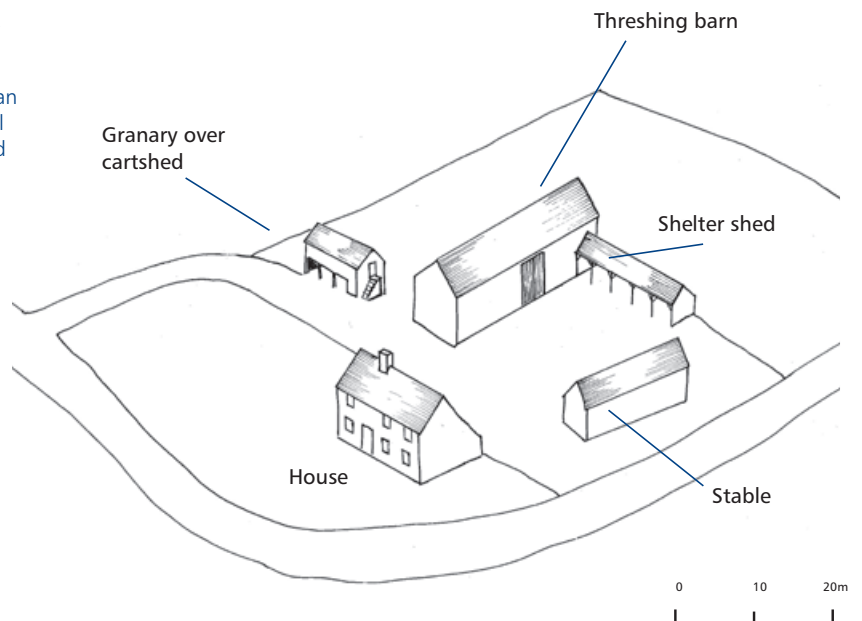 Threshing barn
Granary over
cartshed
Shelter shed
House
Stable
0 10 20m